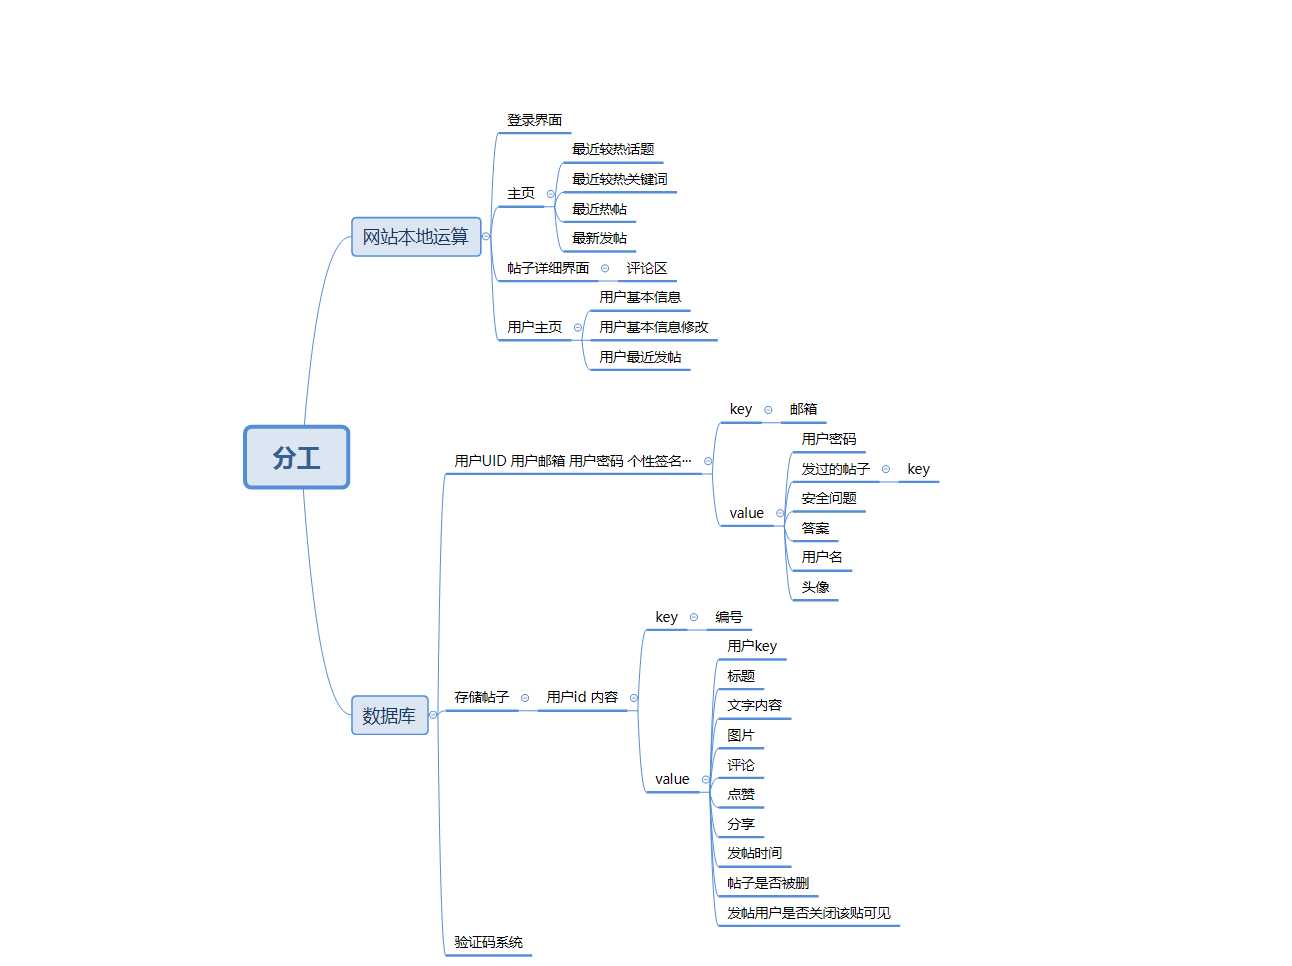 分工
网站本地运算
登录界面
主页
最近较热话题
最近较热关键词
最近热帖
最新发帖
帖子详细界面
评论区
用户主页
用户基本信息
用户基本信息修改
用户最近发帖
数据库
用户UID 用户邮箱 用户密码 个性签名···
key
邮箱
value
用户密码
发过的帖子
key
安全问题
答案
用户名
头像
存储帖子
用户id 内容
key
编号
value
用户key
标题
文字内容
图片
评论
点赞
分享
发帖时间
帖子是否被删
发帖用户是否关闭该贴可见
验证码系统